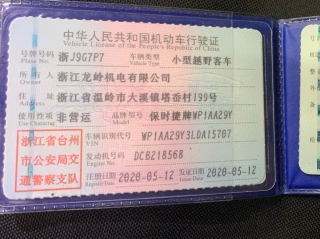 中华人民共和国机动车行驶证
Vehicle License of the People's Republic of China
号牌号码 浙J9G7P7 车辆类型 小型越野客车
Plate No. Vehicle Type
所有人 浙江龙岭机电有限公司
Owner
住址 浙江省温岭市大溪镇塔岙村199号
Address
使用性质 非营运 品牌型号 保时捷牌WP1AA29Y
Use Character Model
浙江省台州市公安局交通警察支队
车辆识别代号 WP1AA29Y3LDA15707
VIN
发动机号码 DCB218568
Engine No.
注册日期 2020-05-12 发证日期 2020-05-12
Register Date Issue Date